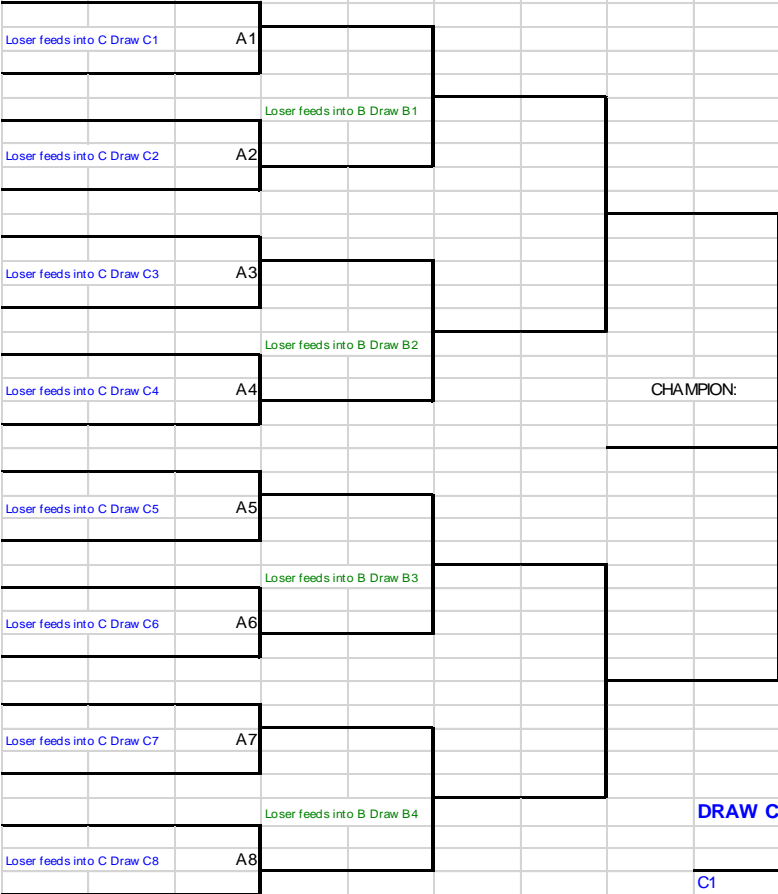 Loser feeds into C Draw C1 A1
Loser feeds into B Draw B1
Loser feeds into C Draw C2 A2
Loser feeds into C Draw C3 A3
Loser feeds into B Draw B2
Loser feeds into C Draw C4 A4
CHAMPION:
Loser feeds into C Draw C5 A5
Loser feeds into B Draw B3
Loser feeds into C Draw C6 A6
Loser feeds into C Draw C7 A7
Loser feeds into B Draw B4
DRAW C
Loser feeds into C Draw C8 A8
C1